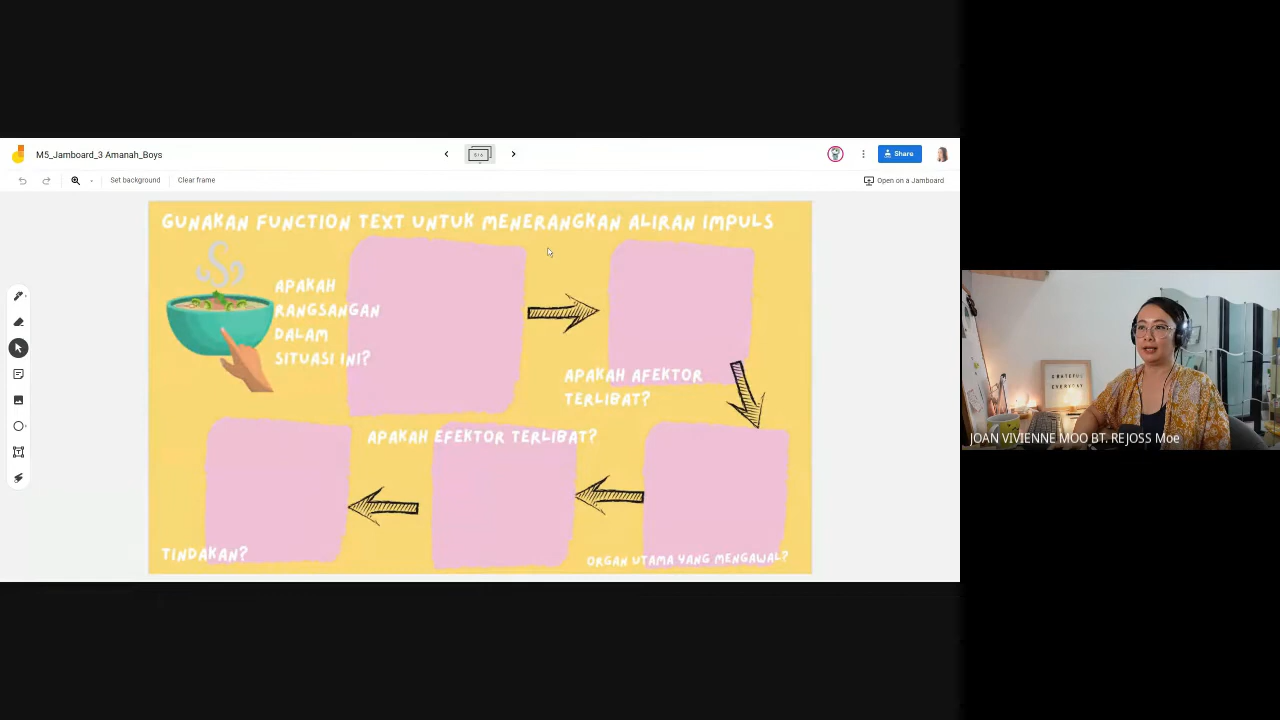 M5_Jamboard_3 Amanah_Boys
Share
Set background
Clear frame
Open on a Jamboard
GUNAKAN FUNCTION TEXT UNTUK MENERANGKAN ALIRAN IMPULS
APAKAH
RANGSANGAN
DALAM
SITUASI INI?
APAKAH AFEKTOR
TERLIBAT?
APAKAH EFEKTOR TERLIBAT?
TINDAKAN?
ORGAN UTAMA YANG MENGAWAL?
GRATEFUL
EVERYDAY
JOAN VIVIENNE MOO BT. REJOSS Moe